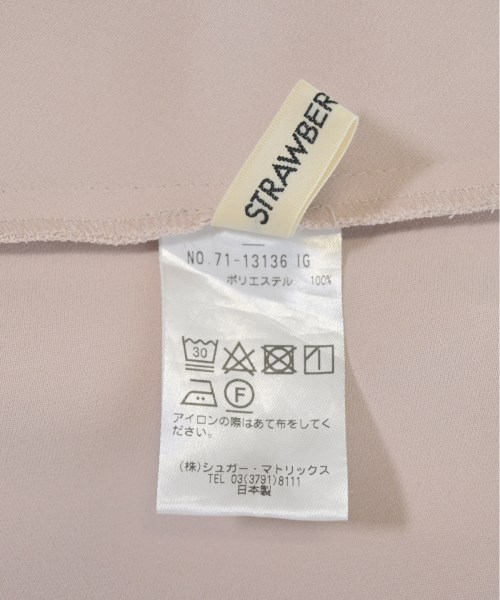 STRAWBER
NO.71-13136 IG
ポリエステル 100%
30
F
アイロンの際はあて布をしてく
ださい。
(株)シュガー・マトリックス
TEL 03(3791)8111
日本製